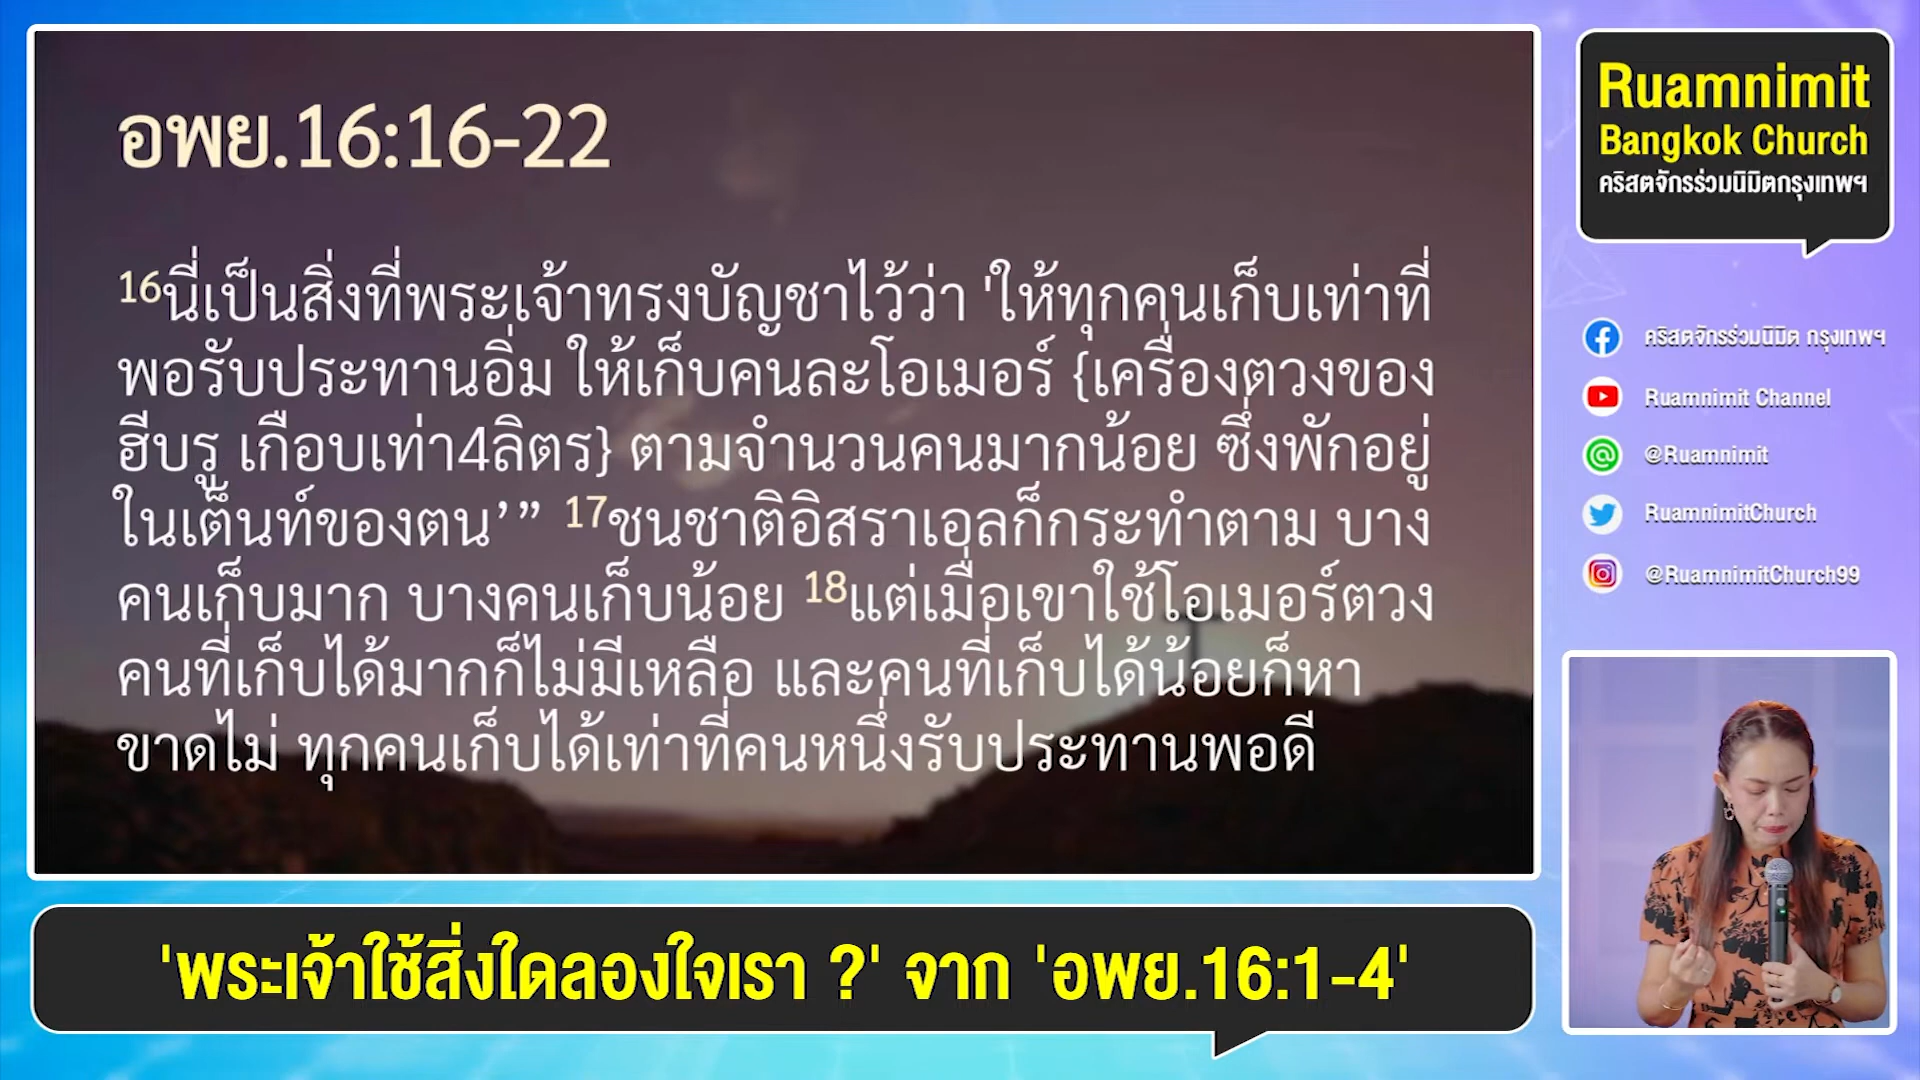 อพย.16:16-22
16นี่เป็นสิ่งที่พระเจ้าทรงบัญชาไว้ว่า 'ให้ทุกคนเก็บเท่าที่
พอรับประทานอิ่ม ให้เก็บคนละโอเมอร์ {เครื่องตวงของ
ฮีบรู เกือบเท่า4ลิตร} ตามจำนวนคนมากน้อย ซึ่งพักอยู่
ในเต็นท์ของตน’” 17ชนชาติอิสราเอลก็กระทำตาม บาง
คนเก็บมาก บางคนเก็บน้อย 18แต่เมื่อเขาใช้โอเมอร์ตวง
คนที่เก็บได้มากก็ไม่มีเหลือ และคนที่เก็บได้น้อยก็หา
ขาดไม่ ทุกคนเก็บได้เท่าที่คนหนึ่งรับประทานพอดี
'พระเจ้าใช้สิ่งใดลองใจเรา ?' จาก 'อพย.16:1-4'
Ruamnimit
Bangkok Church
คริสตจักรร่วมนิมิตกรุงเทพฯ
คริสตจักรร่วมนิมิต กรุงเทพฯ
Ruamnimit Channel
@Ruamnimit
RuamnimitChurch
@RuamnimitChurch99